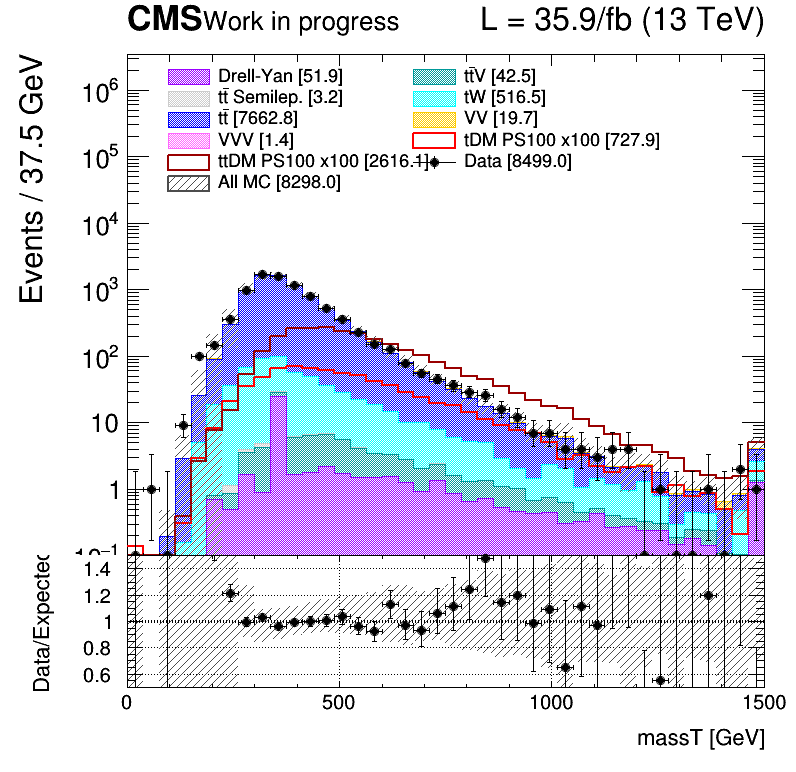 CMS Work in progress L = 35.9/fb (13 TeV)
Events / 37.5 GeV
Drell-Yan [51.9] tt̄V [42.5]
tt̄ Semilep. [3.2] tW [516.5]
tt̄ [7662.8] VV [19.7]
VVV [1.4] tDM PS100 x100 [727.9]
ttDM PS100 x100 [2616.1] Data [8499.0]
All MC [8298.0]
10⁶
10⁵
10⁴
10³
10²
10
1
10⁻¹
Data/Expected
1.4
1.2
1
0.8
0.6
0 500 1000 1500
massT [GeV]